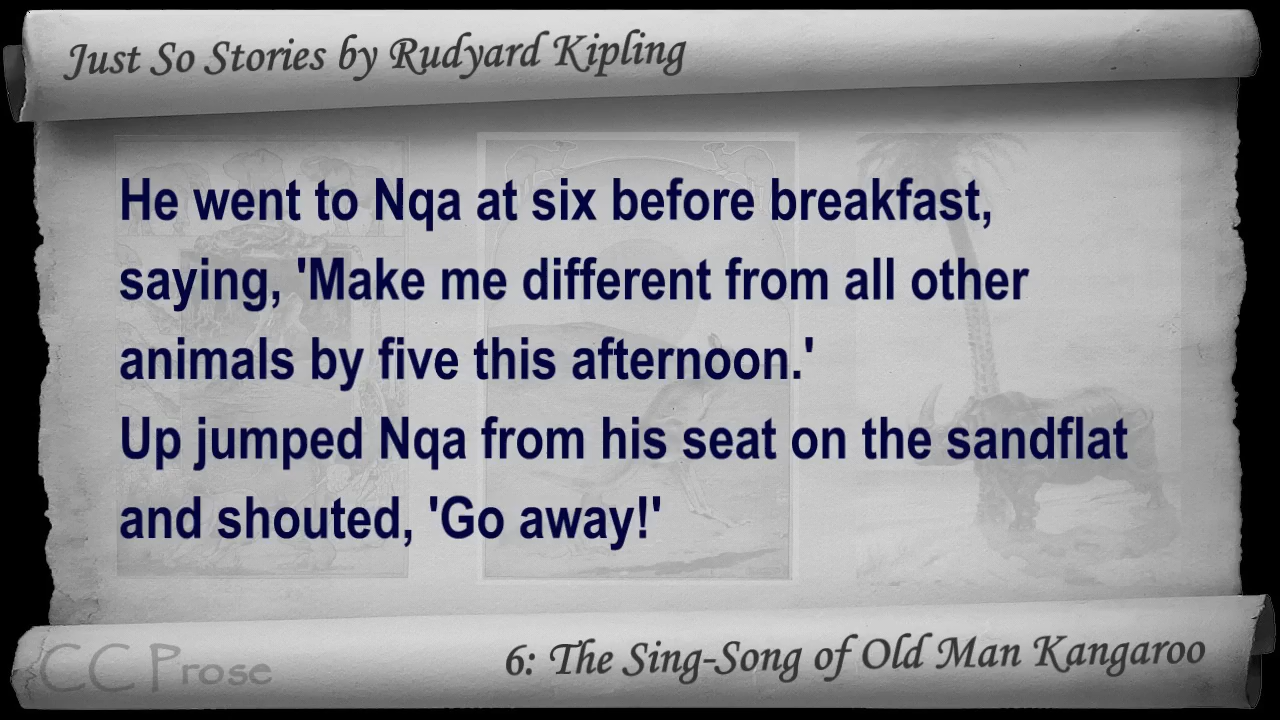 Just So Stories by Rudyard Kipling
He went to Nqa at six before breakfast,
saying, 'Make me different from all other
animals by five this afternoon.'
Up jumped Nqa from his seat on the sandflat
and shouted, 'Go away!'
CC Prose
6: The Sing-Song of Old Man Kangaroo